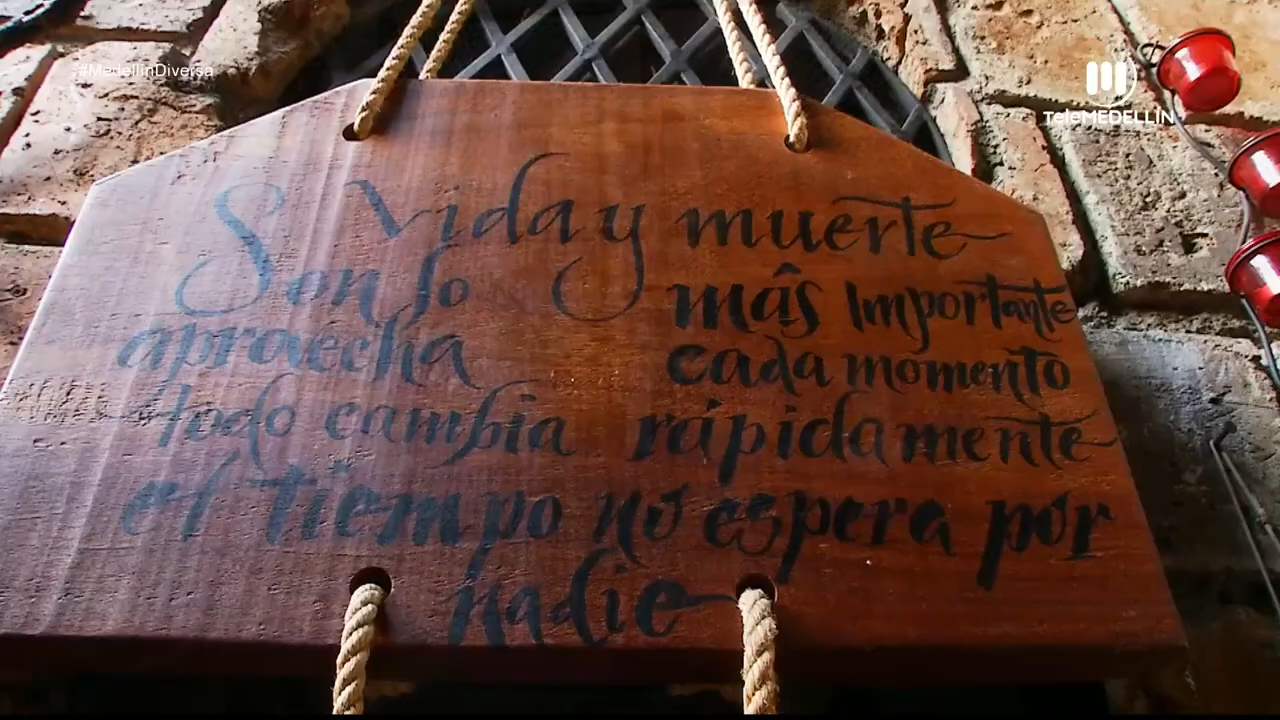 #MedellínDiversa
TeleMEDELLÍN
Vida y muerte
Son lo más Importante
aprovecha cada momento
todo cambia rápidamente
el tiempo no espera por
Nadie